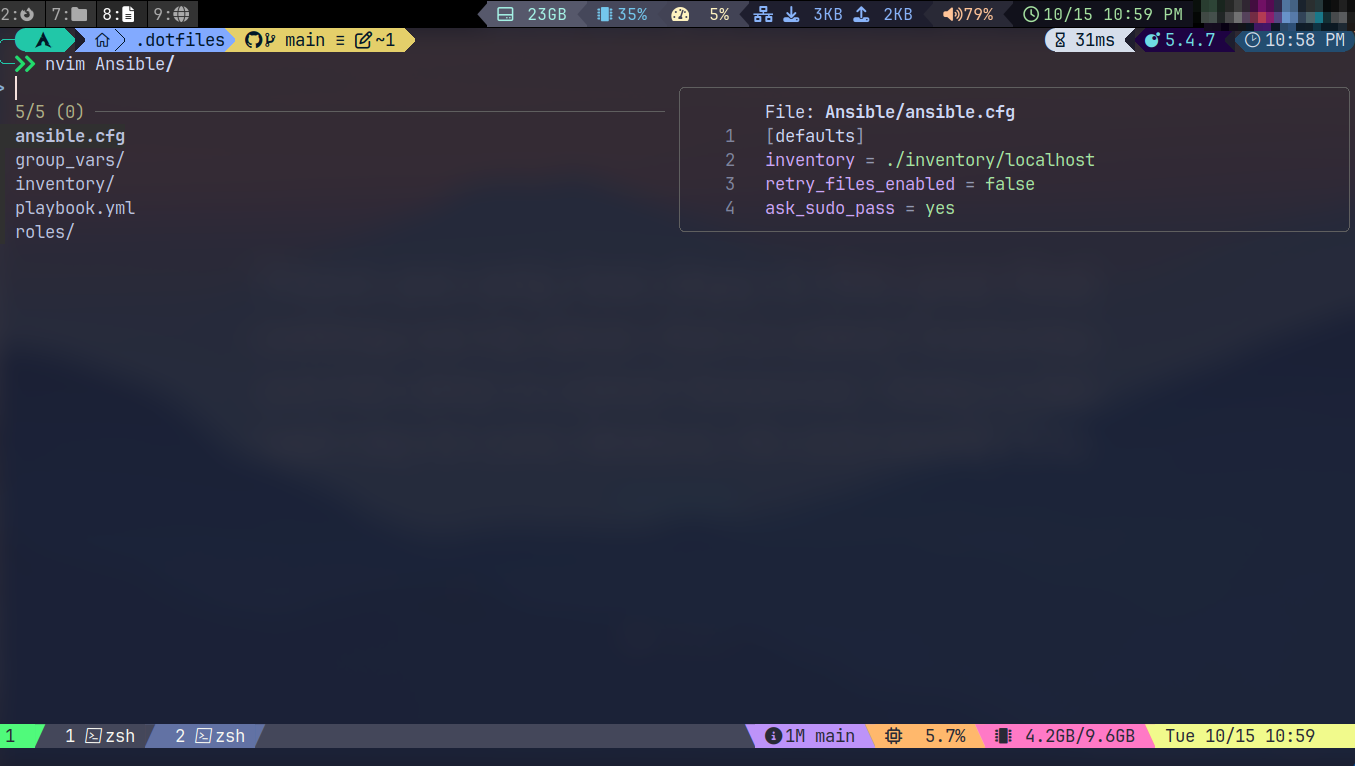 2: 7: 8: 9: 23GB 35% 5% 3KB 2KB 79% 10/15 10:59 PM
.dotfiles main ≡ ~1 31ms 5.4.7 10:58 PM
nvim Ansible/
>
5/5 (0)
ansible.cfg
group_vars/
inventory/
playbook.yml
roles/
File: Ansible/ansible.cfg
1 [defaults]
2 inventory = ./inventory/localhost
3 retry_files_enabled = false
4 ask_sudo_pass = yes
1 1 zsh 2 zsh 1M main 5.7% 4.2GB/9.6GB Tue 10/15 10:59